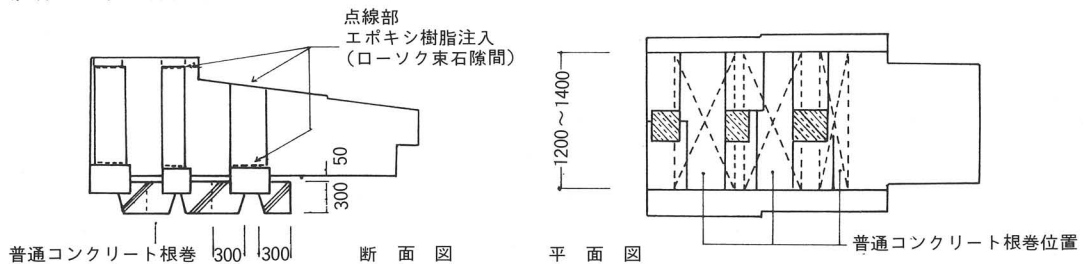 点線部
エポキシ樹脂注入
(ローソク束石隙間)
50
300
普通コンクリート根巻
300
300
断面図
1200～1400
普通コンクリート根巻位置
平面図